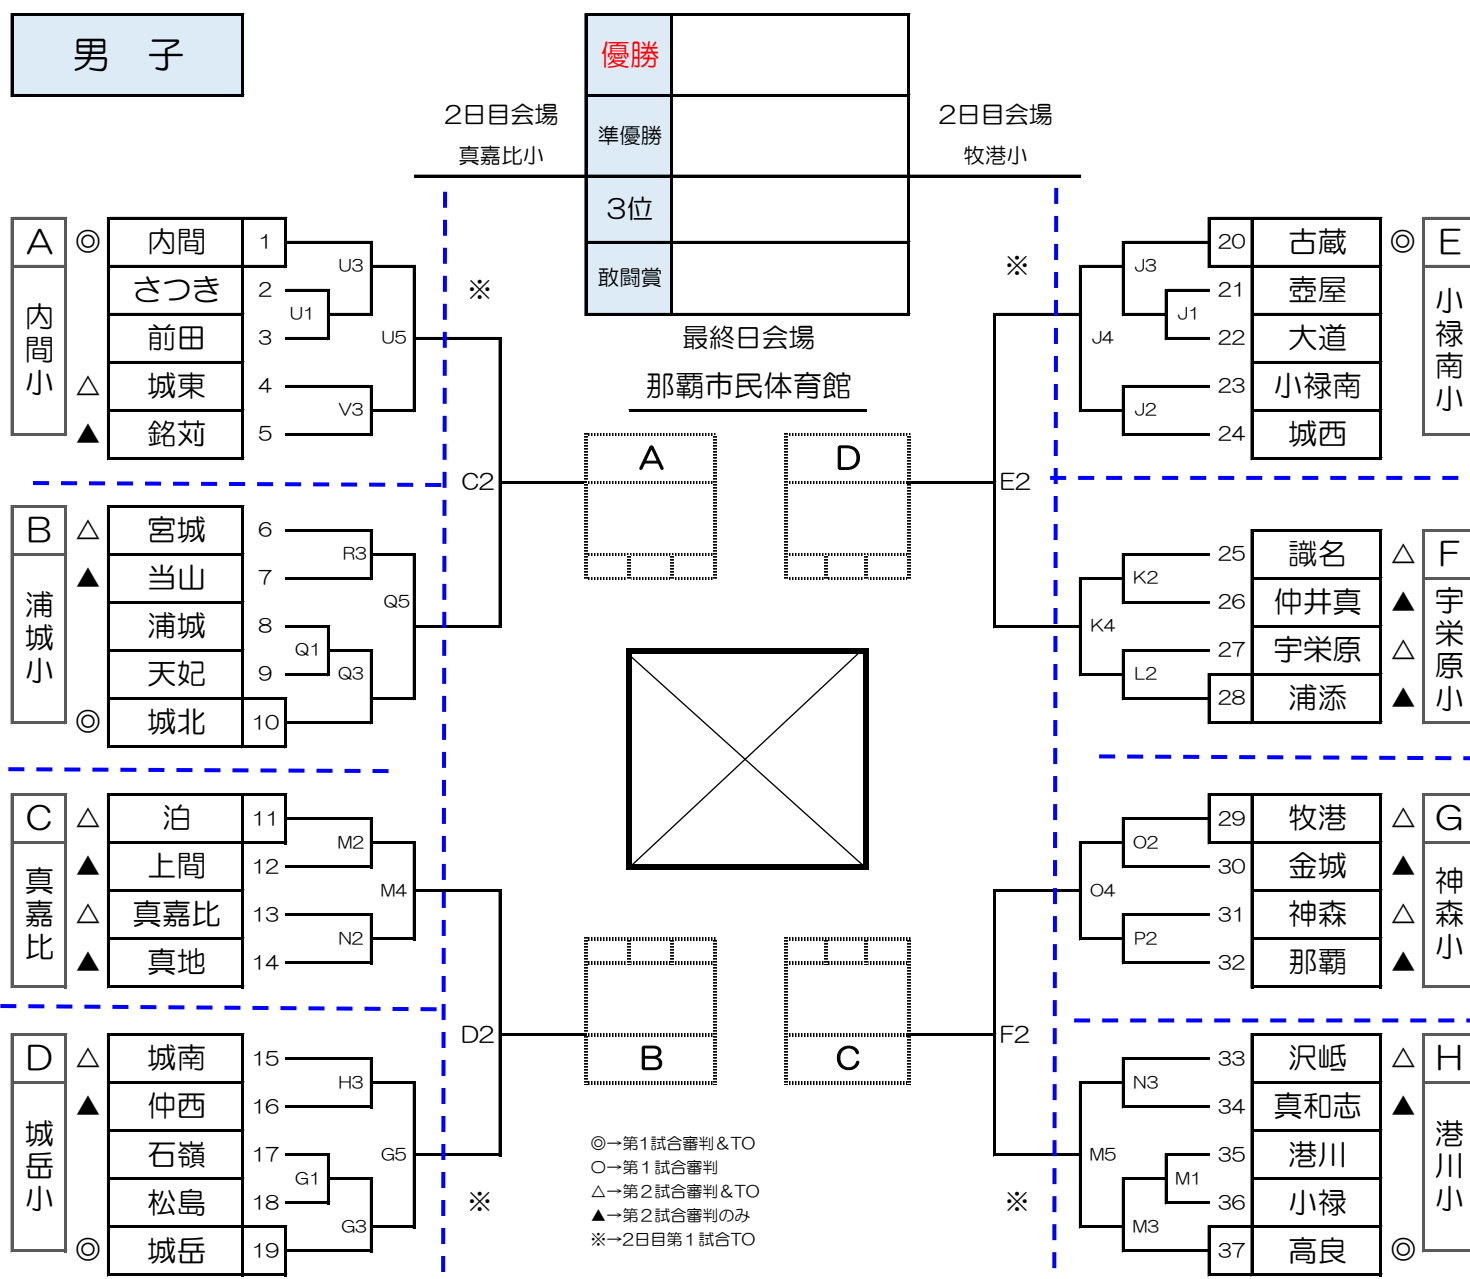 男 子
優勝
準優勝
3位
敢闘賞
2日目会場
真嘉比小
2日目会場
牧港小
最終日会場
那覇市民体育館
A
内間小
◎ 内間 1
さつき 2
前田 3
△ 城東 4
▲ 銘苅 5
U3
U1
U5
V3
※
B
浦城小
△ 宮城 6
▲ 当山 7
浦城 8
天妃 9
◎ 城北 10
R3
Q5
Q1
Q3
C2
C
真嘉比
△ 泊 11
▲ 上間 12
△ 真嘉比 13
▲ 真地 14
M2
M4
N2
D
城岳小
△ 城南 15
▲ 仲西 16
石嶺 17
松島 18
◎ 城岳 19
H3
G5
G1
G3
D2
※
A
D
B
C
◎→第1試合審判&TO
○→第1試合審判
△→第2試合審判&TO
▲→第2試合審判のみ
※→2日目第1試合TO
※
20 古蔵 ◎
21 壺屋
22 大道
23 小禄南
24 城西
E
小禄南小
J3
J1
J4
J2
E2
25 識名 △
26 仲井真 ▲
27 宇栄原 △
28 浦添 ▲
F
宇栄原小
K2
K4
L2
29 牧港 △
30 金城 ▲
31 神森 △
32 那覇 ▲
G
神森小
O2
O4
P2
F2
33 沢岻 △
34 真和志 ▲
35 港川
36 小禄
37 高良 ◎
H
港川小
N3
M5
M1
M3
※